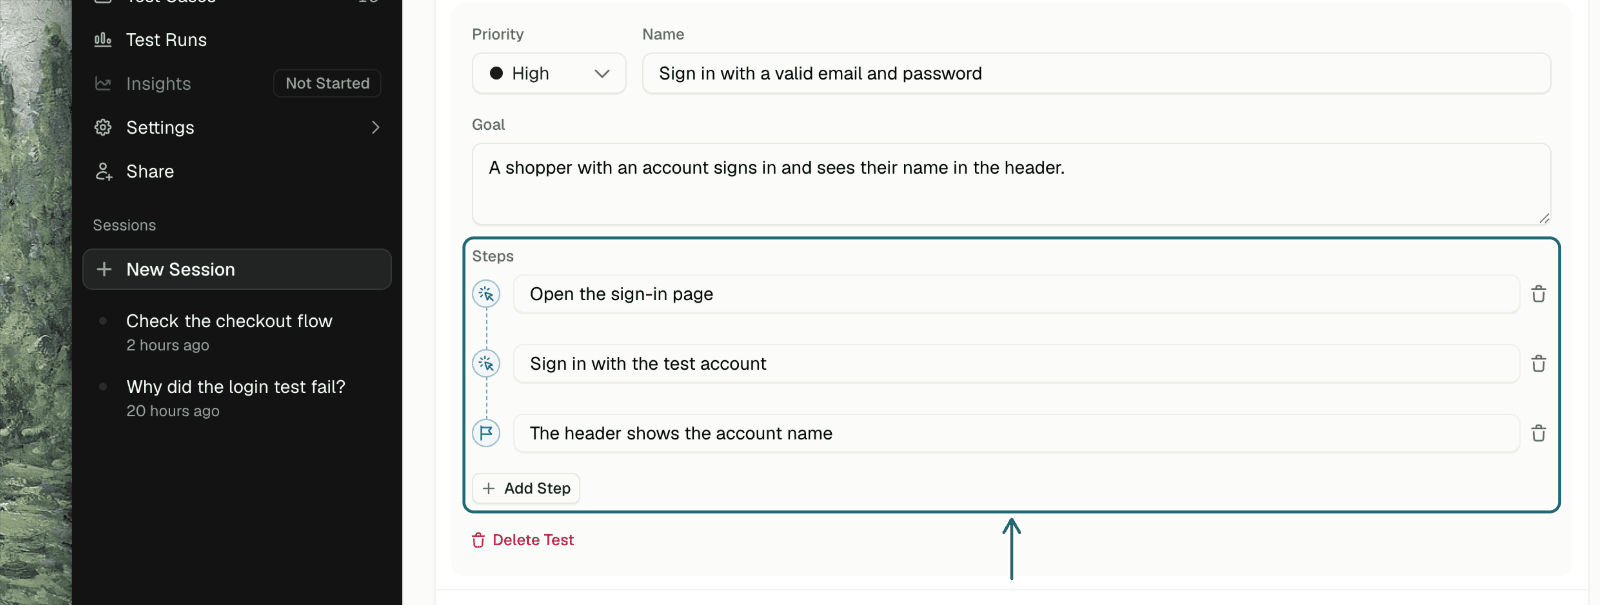 Test Cases
Test Runs
Insights
Not Started
Settings
Share
Sessions
New Session
Check the checkout flow
2 hours ago
Why did the login test fail?
20 hours ago
Priority
Name
High
Sign in with a valid email and password
Goal
A shopper with an account signs in and sees their name in the header.
Steps
Open the sign-in page
Sign in with the test account
The header shows the account name
Add Step
Delete Test